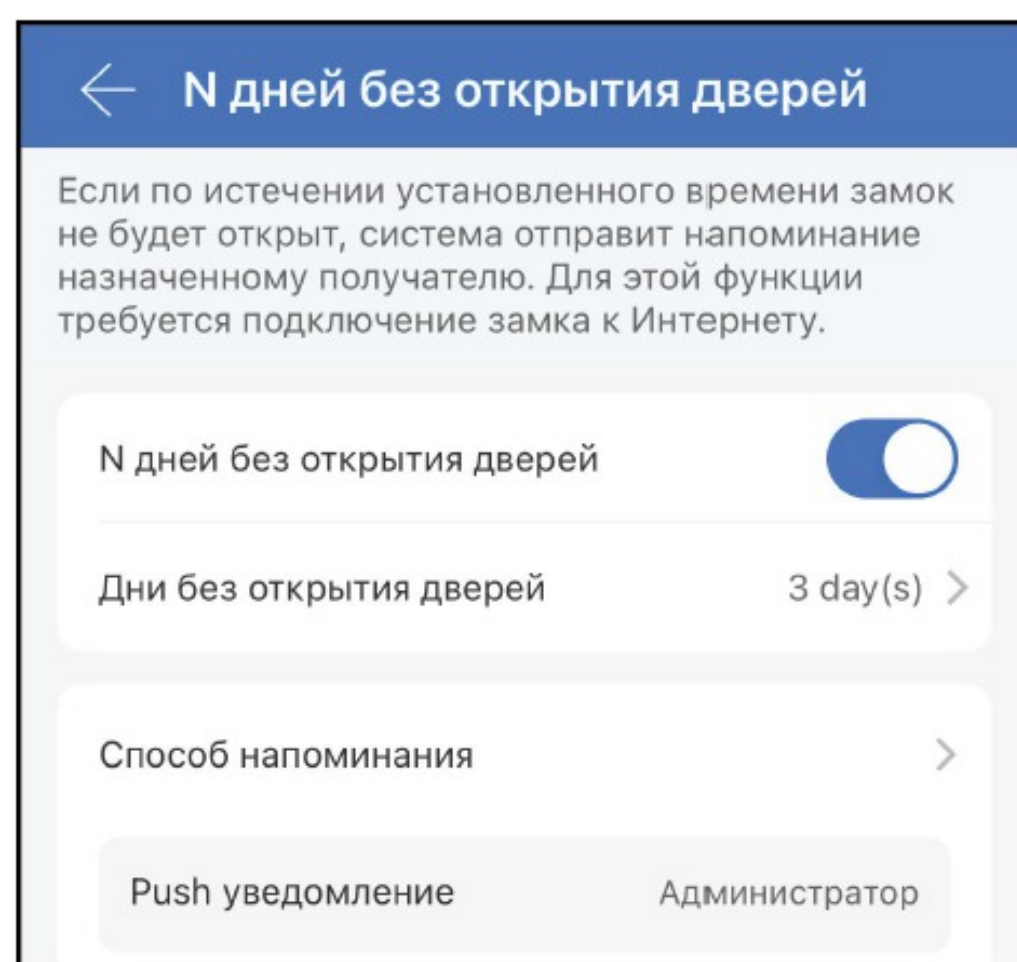 N дней без открытия дверей
Если по истечении установленного времени замок
не будет открыт, система отправит напоминание
назначенному получателю. Для этой функции
требуется подключение замка к Интернету.
N дней без открытия дверей
Дни без открытия дверей 3 day(s)
Способ напоминания
Push уведомление Администратор